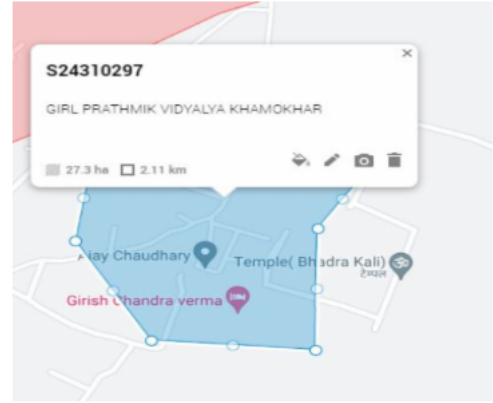 S24310297
GIRL PRATHMIK VIDYALYA KHAMOKHAR
27.3 ha 2.11 km
Ajay Chaudhary
Temple( Bhadra Kali)
टेम्पल
Girish Chandra verma